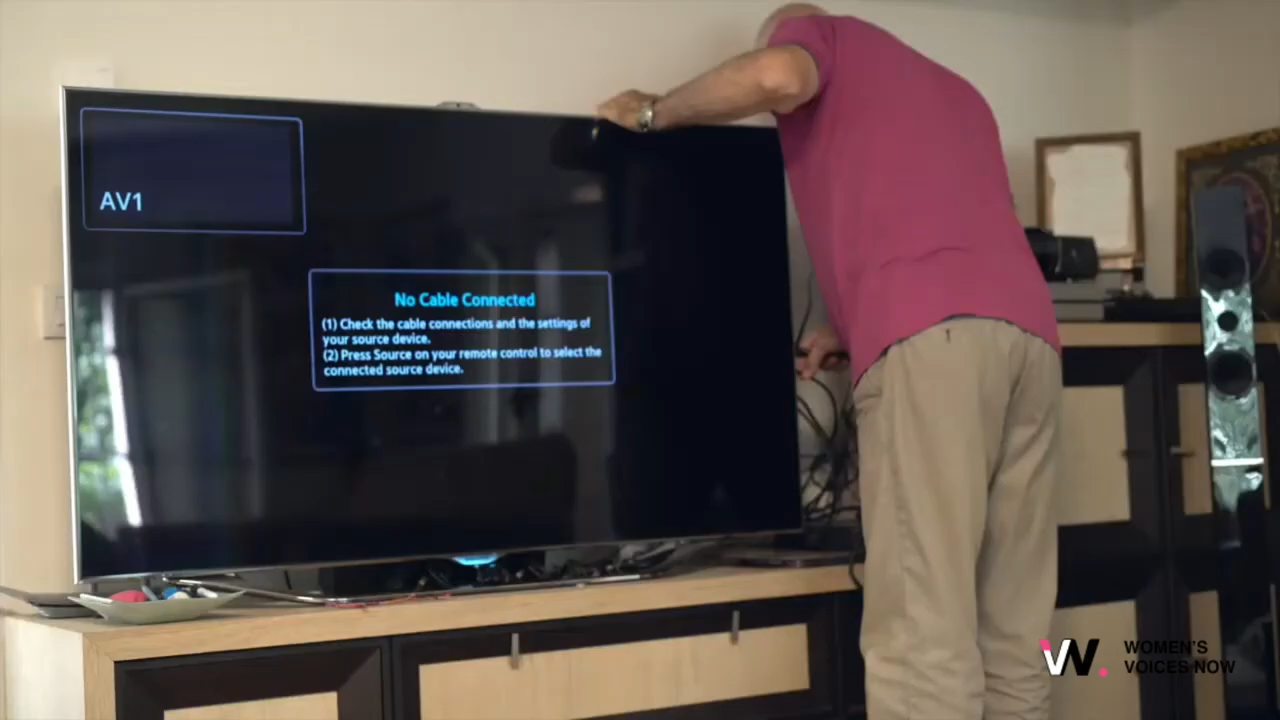 AV1
No Cable Connected
(1) Check the cable connections and the settings of
your source device.
(2) Press Source on your remote control to select the
connected source device.
W.
WOMEN'S
VOICES NOW